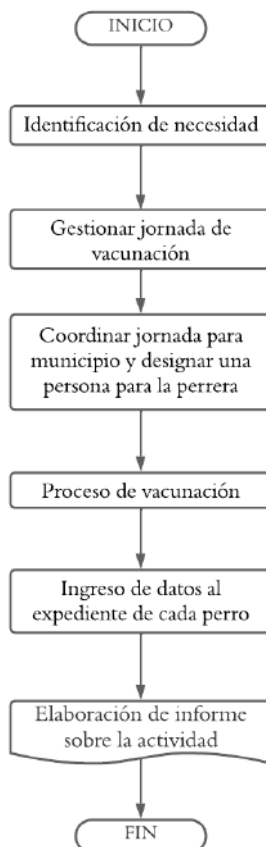 INICIO
Identificación de necesidad
Gestionar jornada de
vacunación
Coordinar jornada para
municipio y designar una
persona para la perrera
Proceso de vacunación
Ingreso de datos al
expediente de cada perro
Elaboración de informe
sobre la actividad
FIN